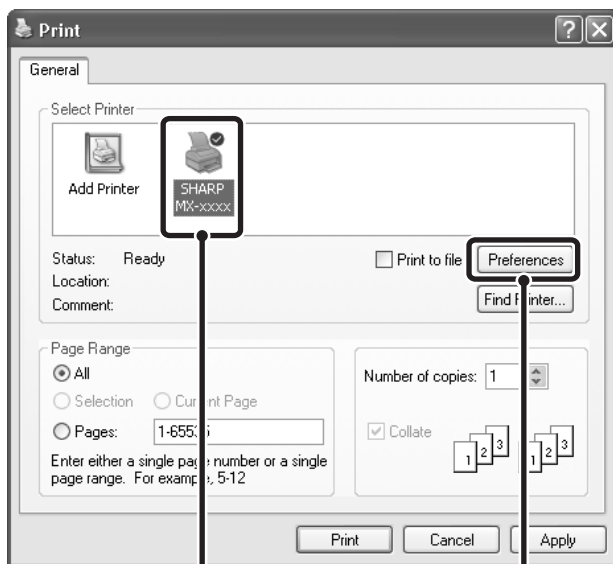 Print
General
Select Printer
Add Printer
SHARP
MX-xxxx
Status: Ready
Location:
Comment:
Print to file
Preferences
Find Printer...
Page Range
All
Selection
Current Page
Pages:
1-65535
Enter either a single page number or a single
page range. For example, 5-12
Number of copies: 1
Collate
1 2 3
1 2 3
Print
Cancel
Apply